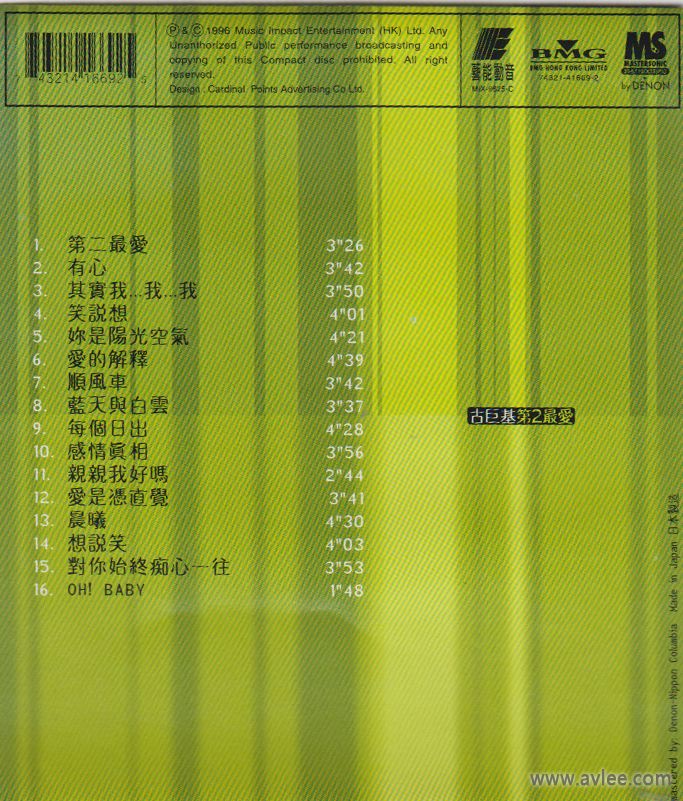 7 43214 16692 5
Ⓟ & © 1996 Music Impact Entertainment (HK) Ltd. Any
Unanthorized Public performance broadcasting and
copying of this Compact disc prohibited. All right
reserved.
Design : Cardinal Points Advertising Co Ltd.
藝能動音
MIX-9625-C
BMG
BMG HONG KONG LIMITED
74321-41669-2
MS
MASTERSONIC
by DENON
1. 第二最愛 3"26
2. 有心 3"42
3. 其實我...我...我 3"50
4. 笑説想 4"01
5. 妳是陽光空氣 4"21
6. 愛的解釋 4"39
7. 順風車 3"42
8. 藍天與白雲 3"37
9. 每個日出 4"28
10. 感情眞相 3"56
11. 親親我好嗎 2"44
12. 愛是憑直覺 3"41
13. 晨曦 4"30
14. 想説笑 4"03
15. 對你始終痴心一往 3"53
16. OH! BABY 1"48
古巨基第2最愛
astered by: Denon-Nippon Columbia Made in Japan 日本製造
www.avlee.com